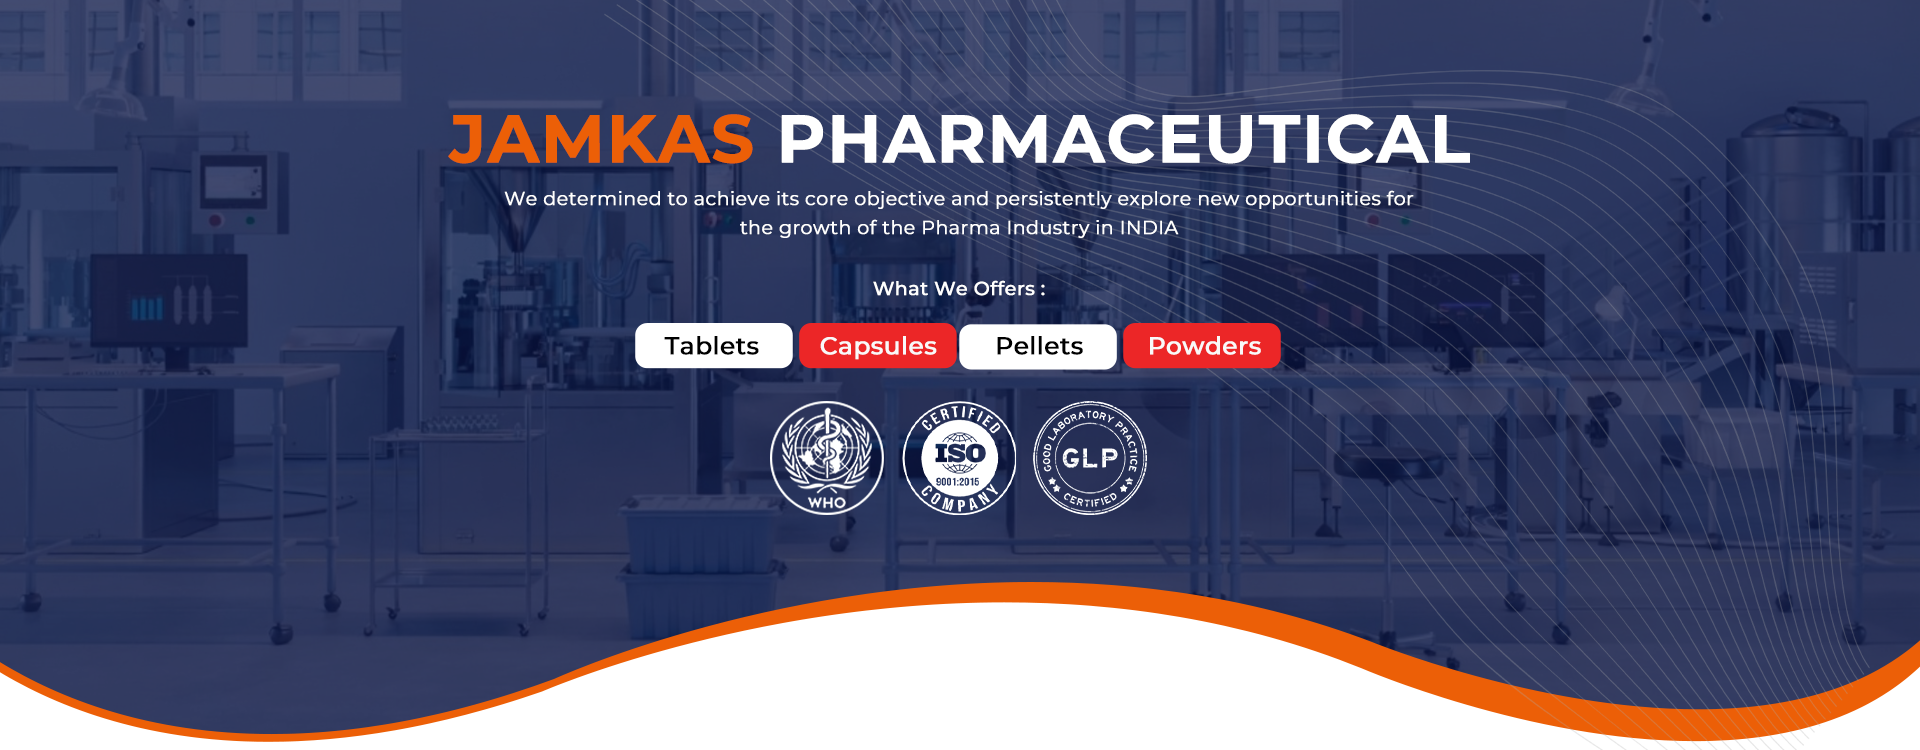 JAMKAS PHARMACEUTICAL
We determined to achieve its core objective and persistently explore new opportunities for
the growth of the Pharma Industry in INDIA
What We Offers :
Tablets Capsules Pellets Powders
WHO
CERTIFIED
ISO
9001:2015
COMPANY
GOOD LABORATORY PRACTICE
GLP
CERTIFIED